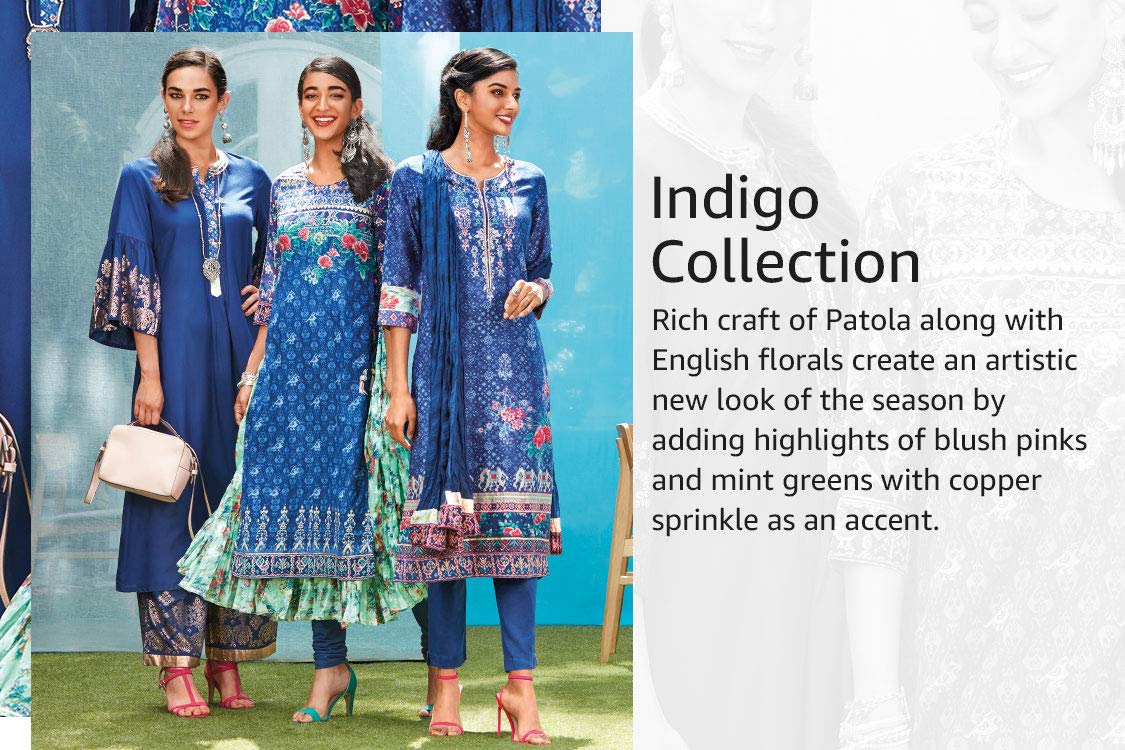 Indigo
Collection
Rich craft of Patola along with
English florals create an artistic
new look of the season by
adding highlights of blush pinks
and mint greens with copper
sprinkle as an accent.